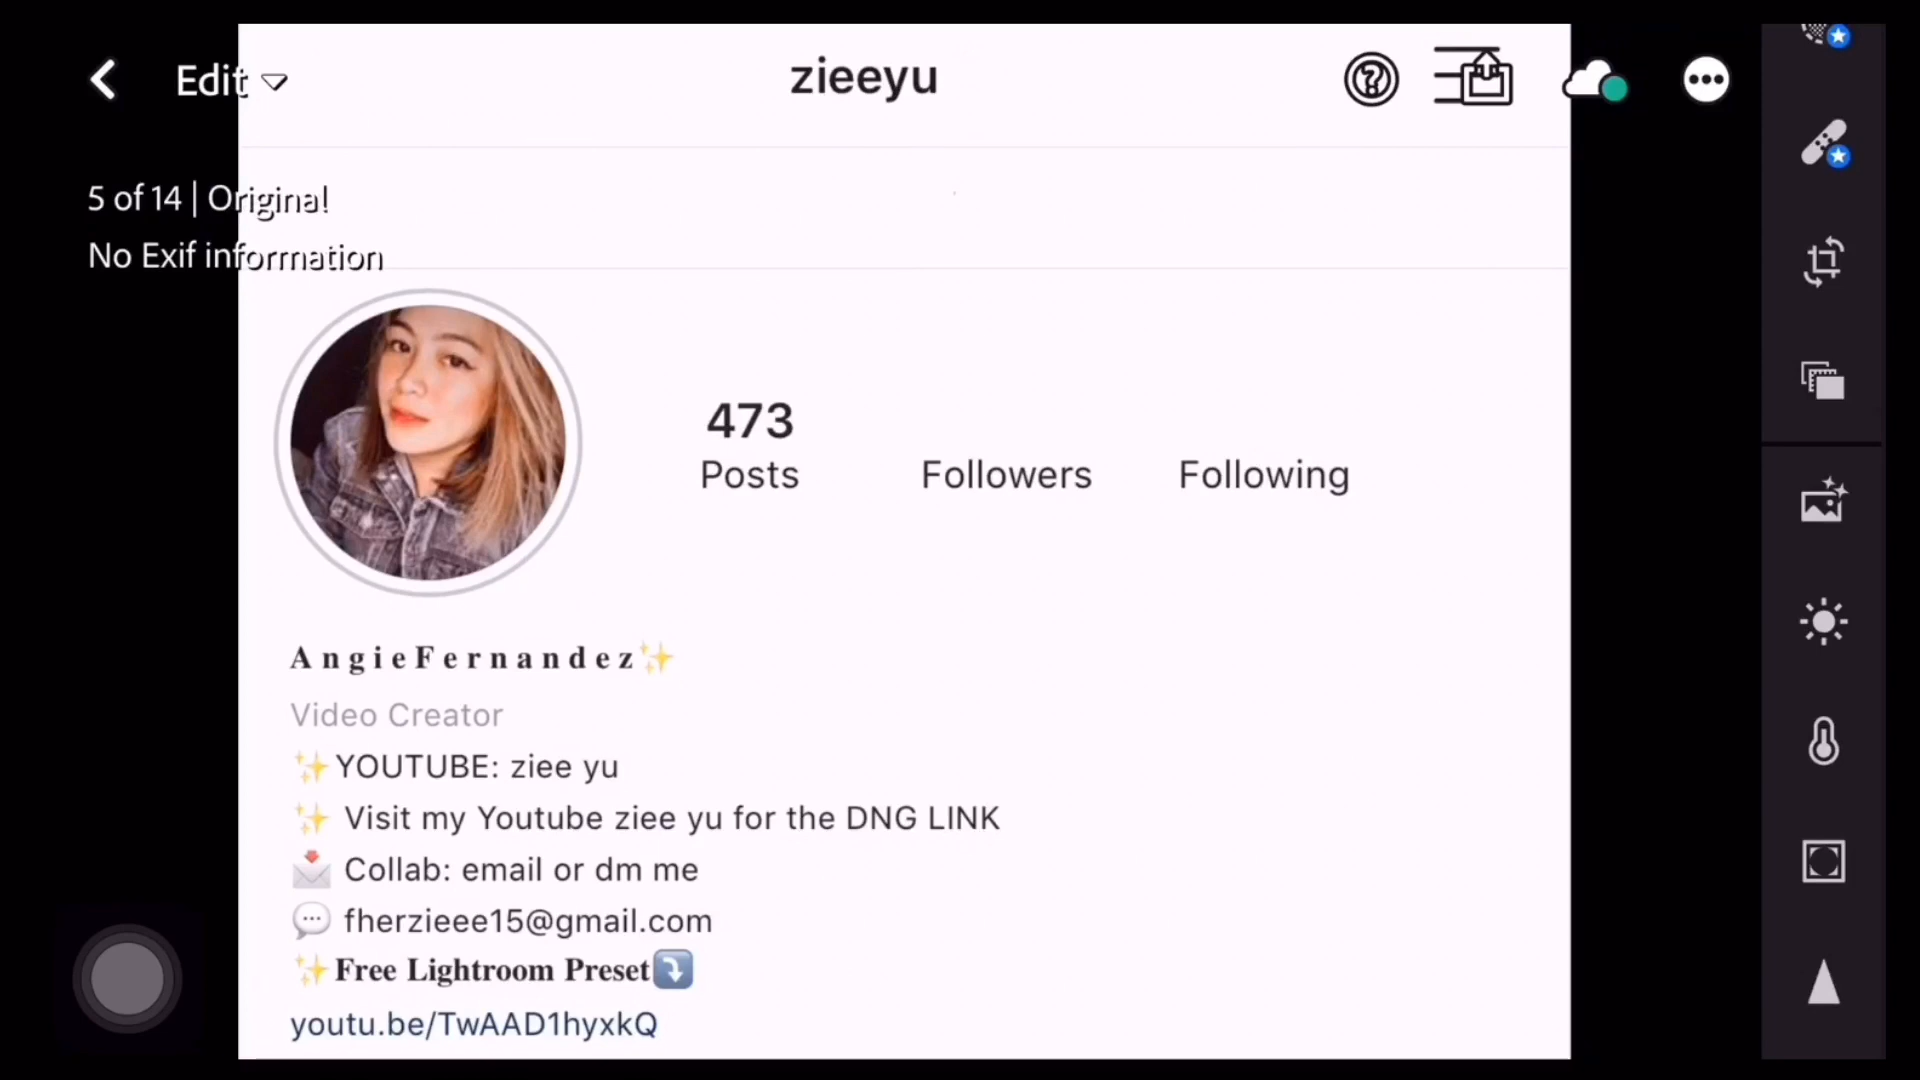 Edit
zieeyu
5 of 14 | Original
No Exif information
473
Posts
Followers
Following
A n g i e F e r n a n d e z✨
Video Creator
✨YOUTUBE: ziee yu
✨ Visit my Youtube ziee yu for the DNG LINK
📩 Collab: email or dm me
💬 fherzieee15@gmail.com
✨Free Lightroom Preset⤵️
youtu.be/TwAAD1hyxkQ